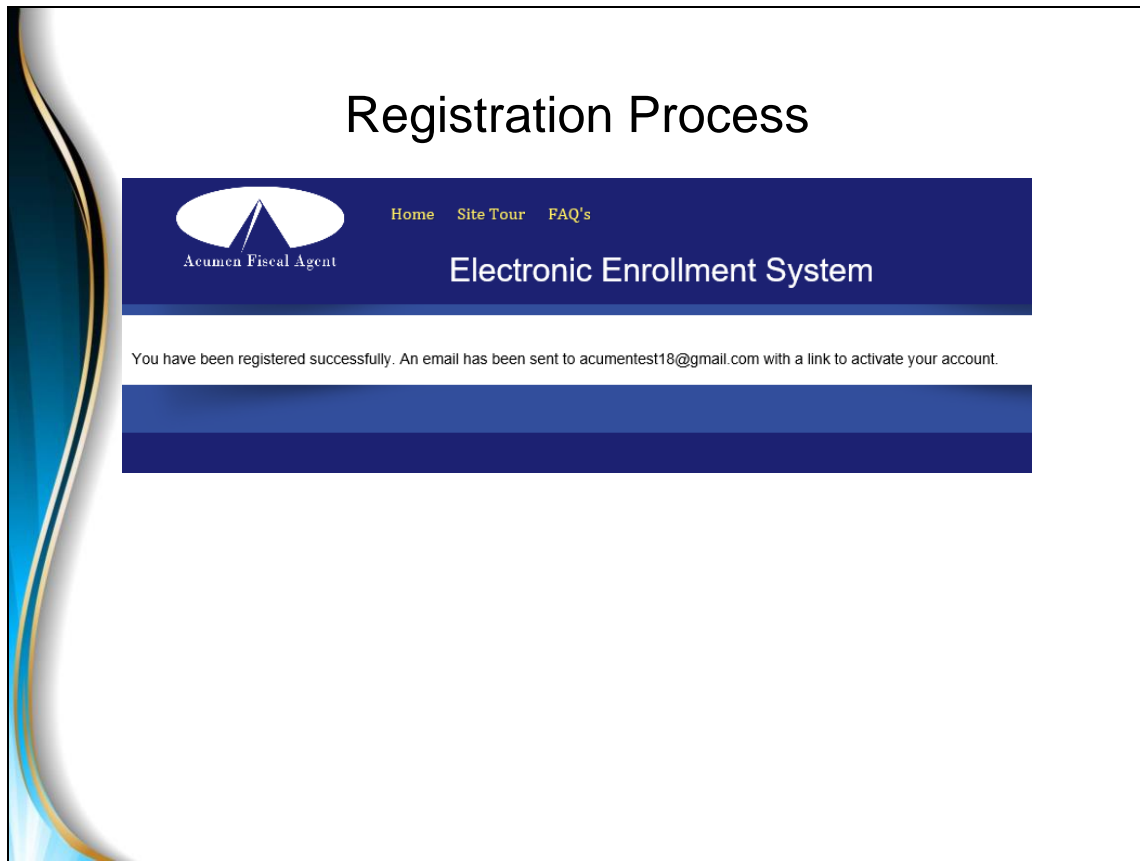 Registration Process
Home Site Tour FAQ's
Acumen Fiscal Agent
Electronic Enrollment System
You have been registered successfully. An email has been sent to acumentest18@gmail.com with a link to activate your account.